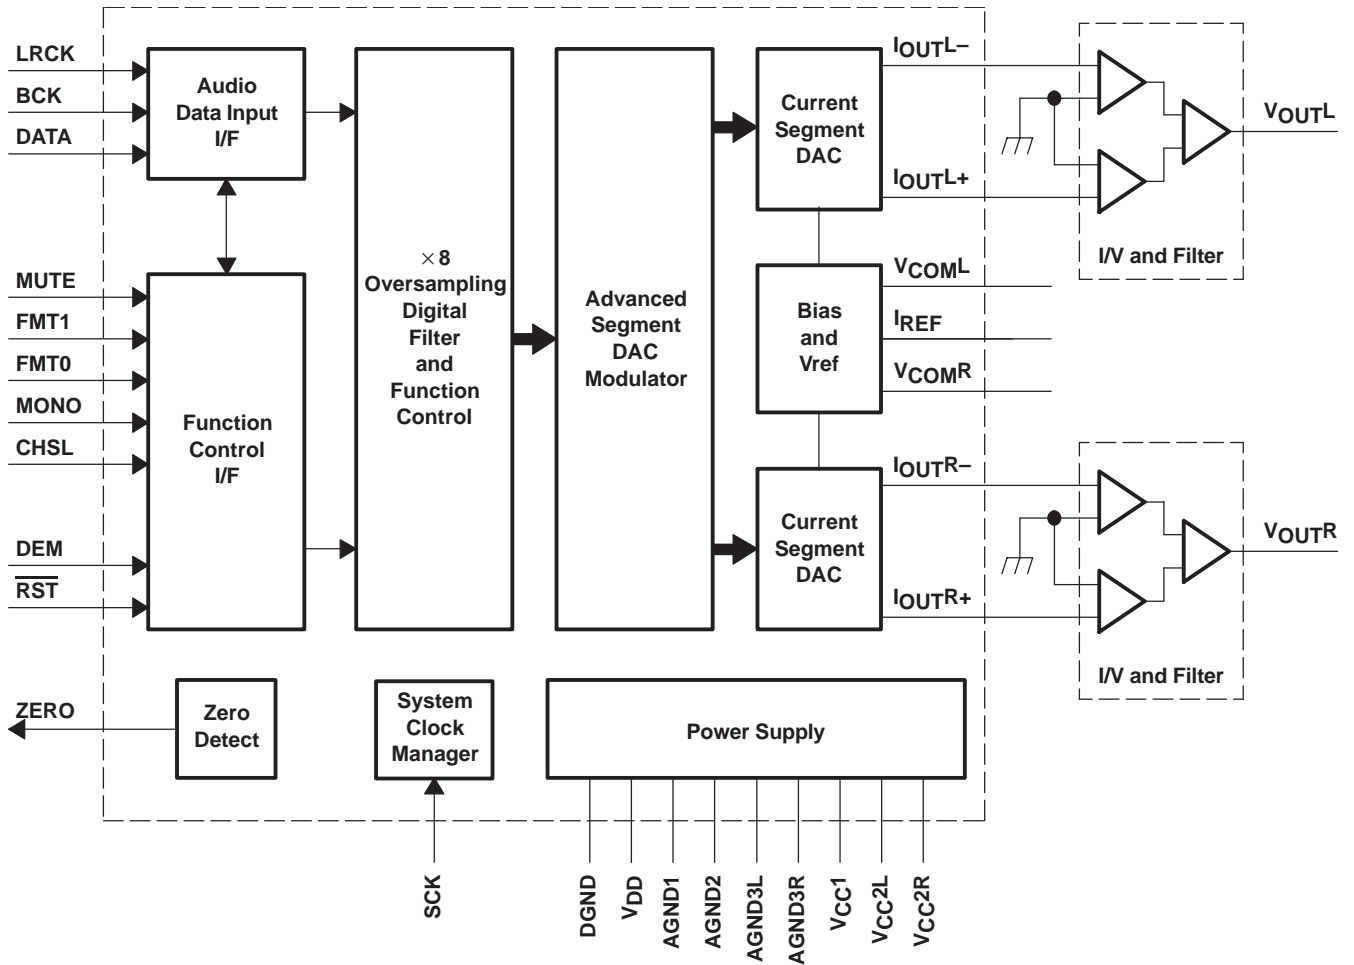 LRCK
BCK
DATA
Audio
Data Input
I/F
MUTE
FMT1
FMT0
MONO
CHSL
DEM
RST
Function
Control
I/F
×8
Oversampling
Digital
Filter
and
Function
Control
Advanced
Segment
DAC
Modulator
Current
Segment
DAC
IOUTL–
IOUTL+
VOUTL
I/V and Filter
Bias
and
Vref
VCOML
IREF
VCOMR
Current
Segment
DAC
IOUTR–
IOUTR+
VOUTR
I/V and Filter
ZERO
Zero
Detect
System
Clock
Manager
Power Supply
SCK
DGND
VDD
AGND1
AGND2
AGND3L
AGND3R
VCC1
VCC2L
VCC2R